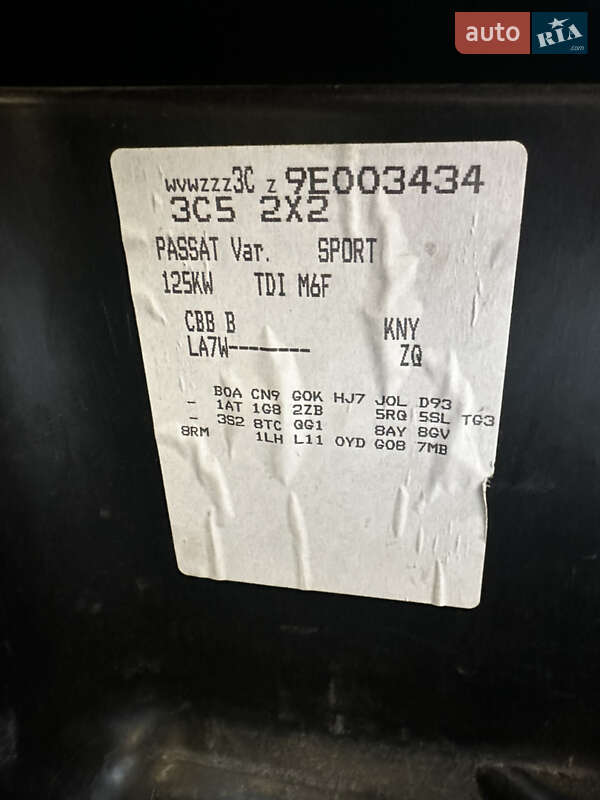 auto RIA .com
WVWZZZ3C Z 9E003434
3C5 2X2
PASSAT Var. SPORT
125KW TDI M6F
CBB B KNY
LA7W-------- ZQ
- B0A CN9 G0K HJ7 J0L D93
- 1AT 1G8 2ZB 5RQ 5SL TG3
- 3S2 8TC QG1 8AY 8GV
8RM 1LH L11 0YD G08 7MB